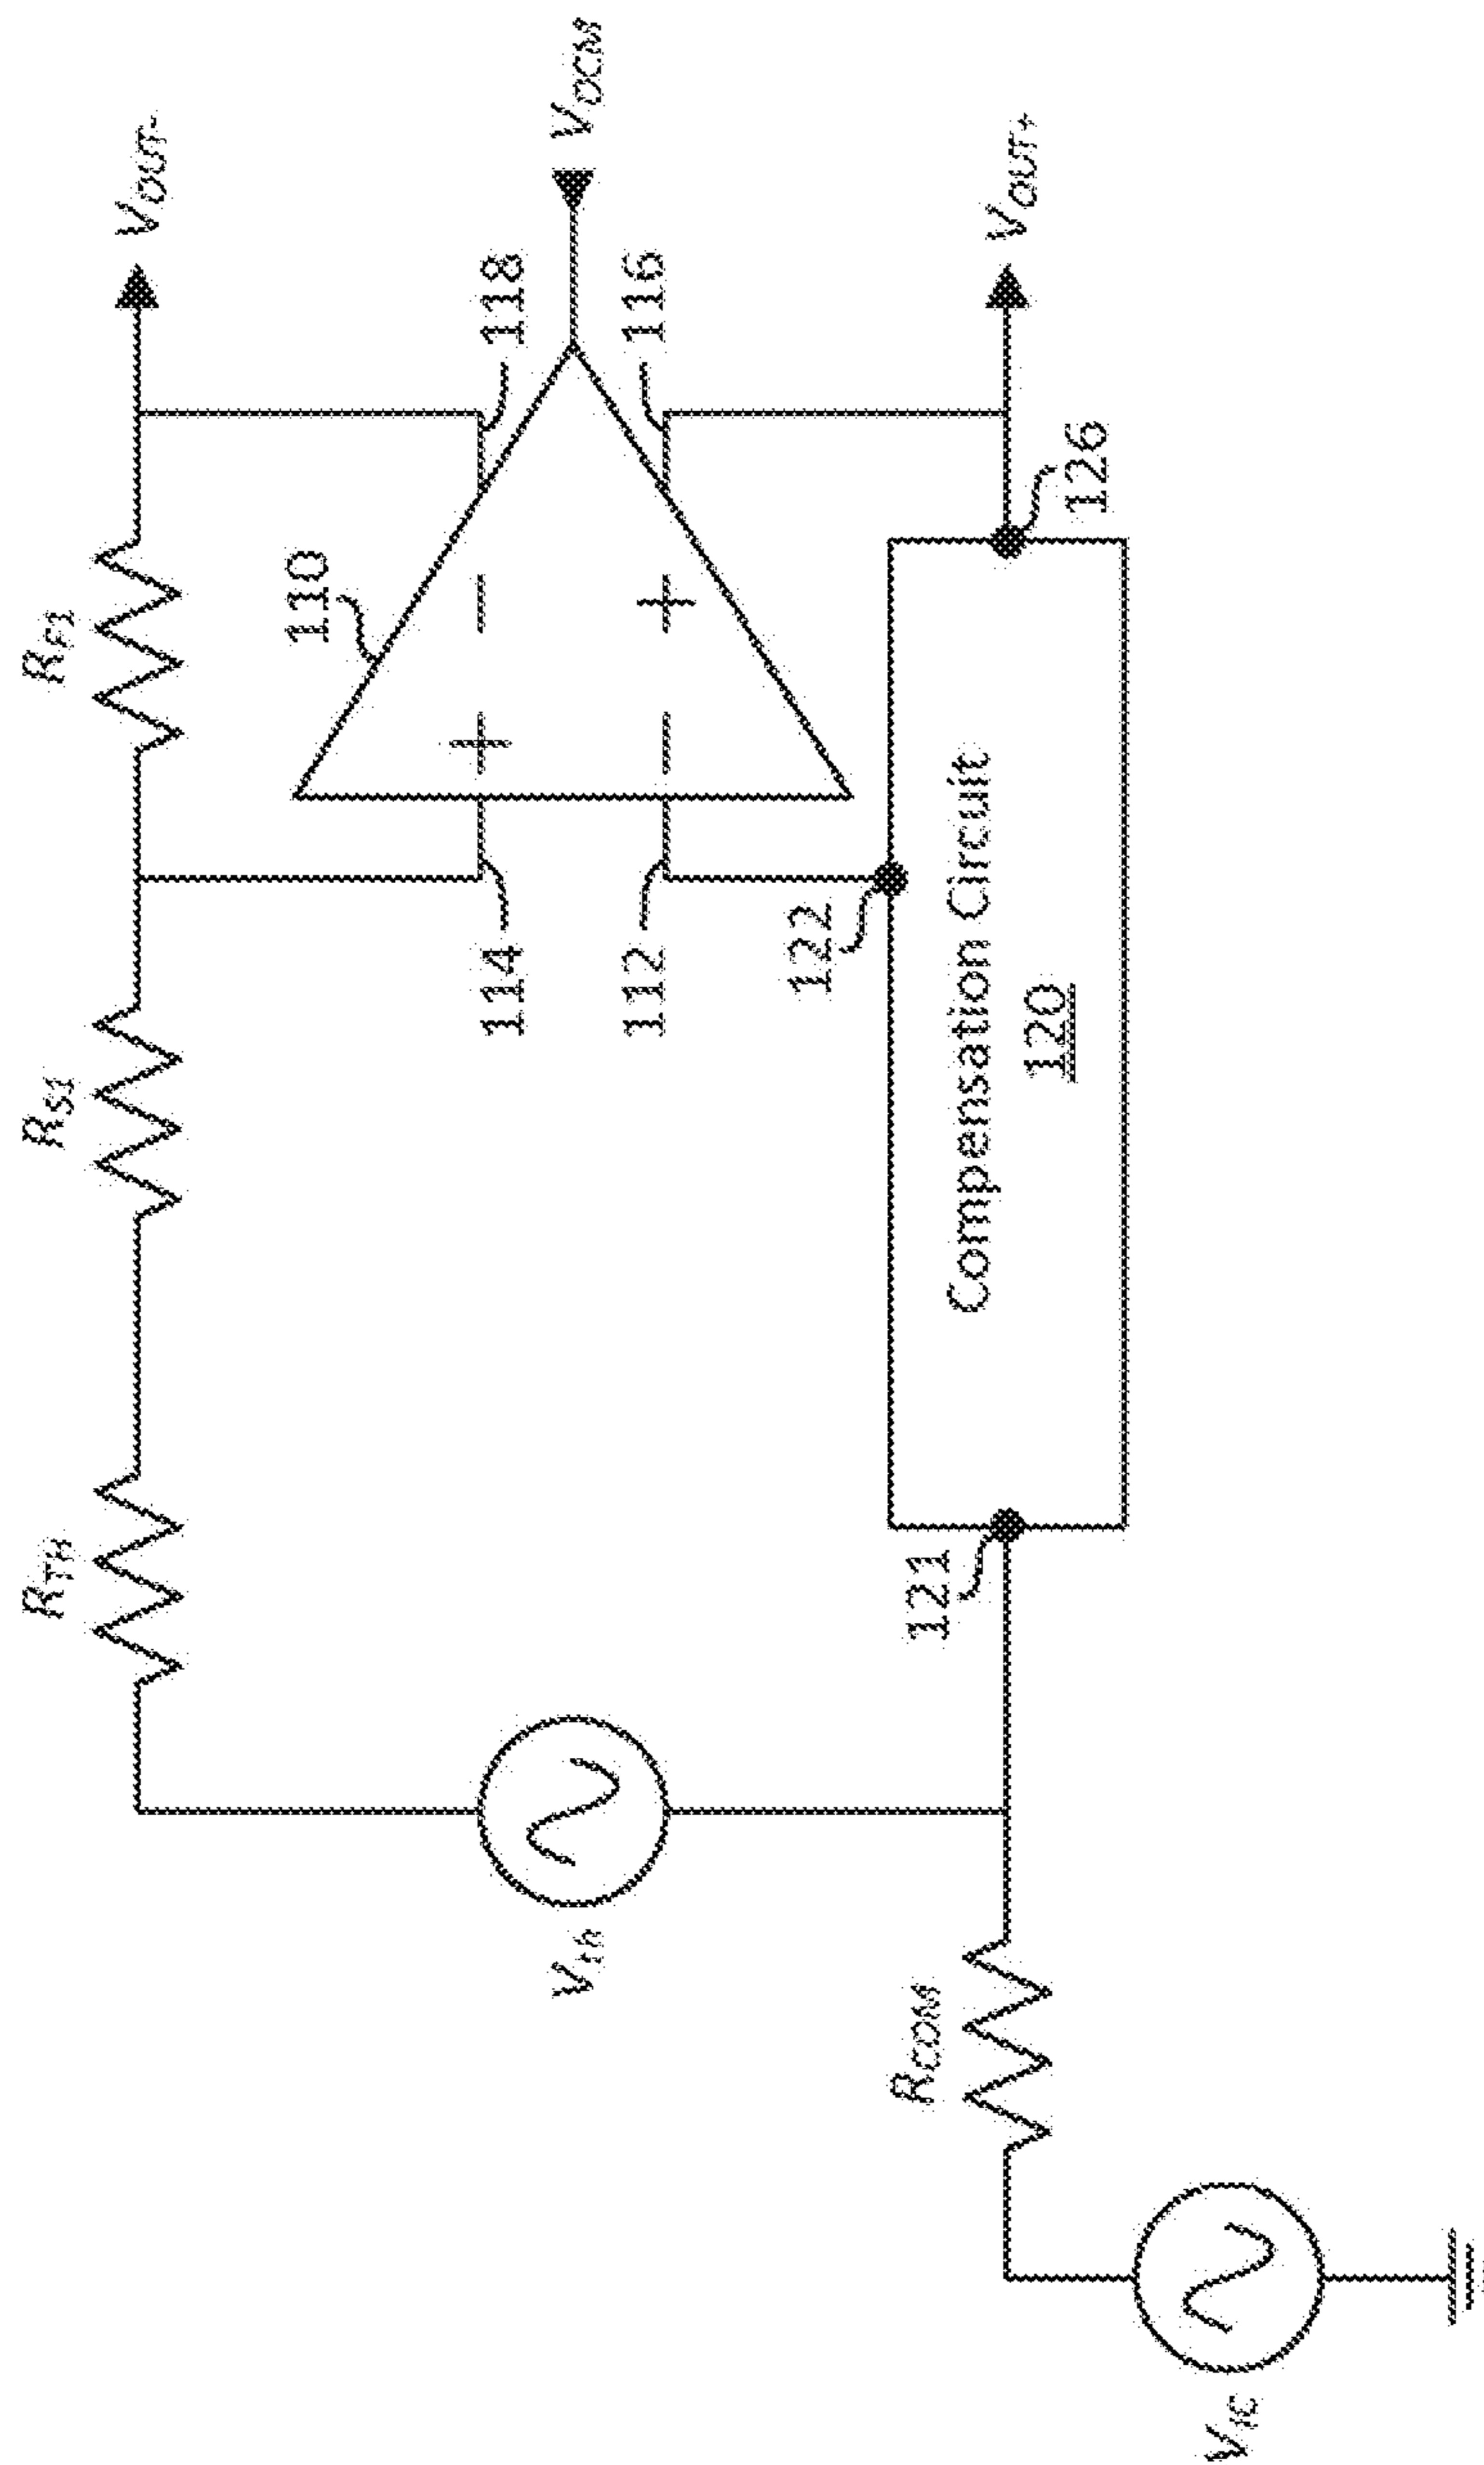 R_TH
R_S1
R_F1
V_OUT-
110
118
114
V_th
V_OCM
112
116
122
R_COM
121
Compensation Circuit
120
126
V_OUT+
V_IC
+
−
−
+